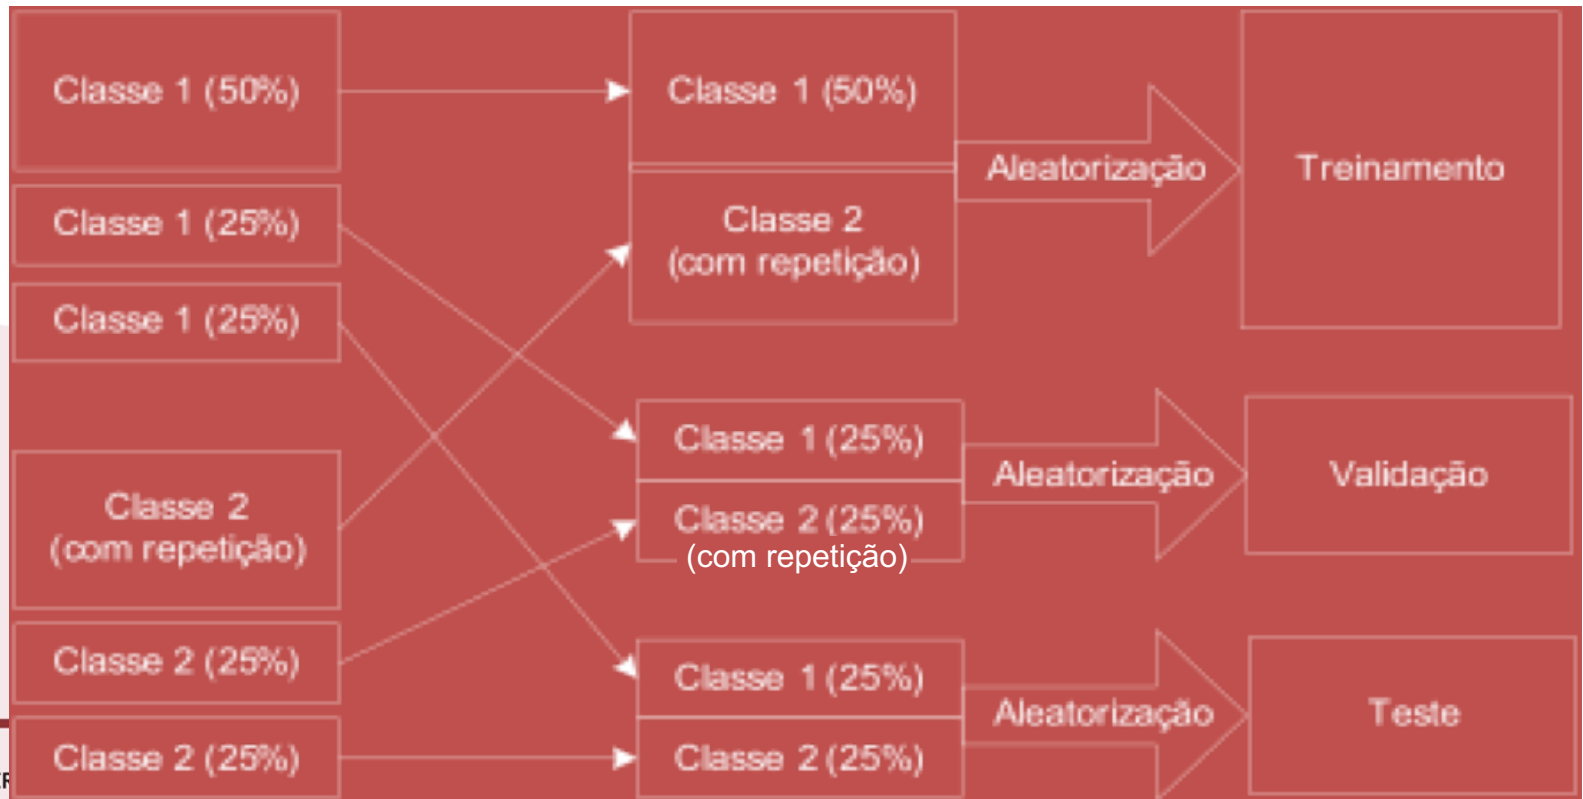 Classe 1 (50%)
Classe 1 (25%)
Classe 1 (25%)
Classe 2
(com repetição)
Classe 2 (25%)
Classe 2 (25%)
Classe 1 (50%)
Classe 2
(com repetição)
Classe 1 (25%)
Classe 2 (25%)
(com repetição)
Classe 1 (25%)
Classe 2 (25%)
Aleatorização
Aleatorização
Aleatorização
Treinamento
Validação
Teste